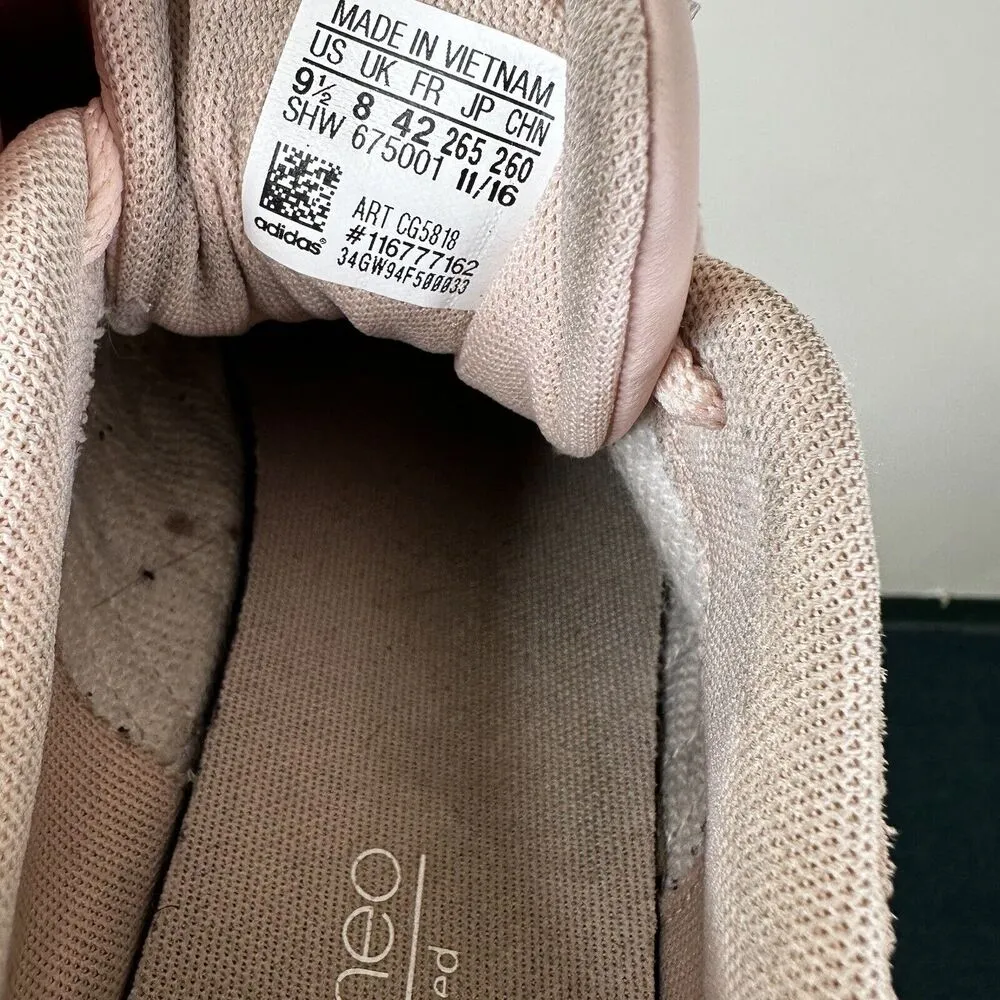 MADE IN VIETNAM
US UK FR JP CHN
9½ 8 42 265 260
SHW 675001 11/16
ART CG5818
#116777162
34GW94F500033
adidas®
neo
ed